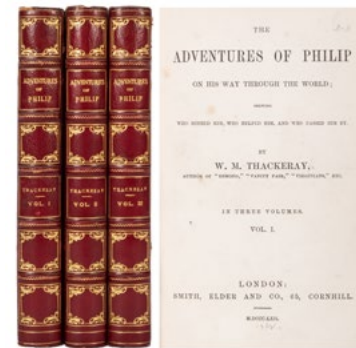 ADVENTURES
OF
PHILIP
THACKERAY
VOL. I
ADVENTURES
OF
PHILIP
THACKERAY
VOL. II
ADVENTURES
OF
PHILIP
THACKERAY
VOL. III
THE
ADVENTURES OF PHILIP
ON HIS WAY THROUGH THE WORLD;
SHEWING
WHO ROBBED HIM, WHO HELPED HIM, AND WHO PASSED HIM BY.
BY
W. M. THACKERAY,
AUTHOR OF "ESMOND," "VANITY FAIR," "VIRGINIANS," ETC.
IN THREE VOLUMES.
VOL. I.
LONDON:
SMITH, ELDER AND CO., 65, CORNHILL.
M.DCCC.LXII.